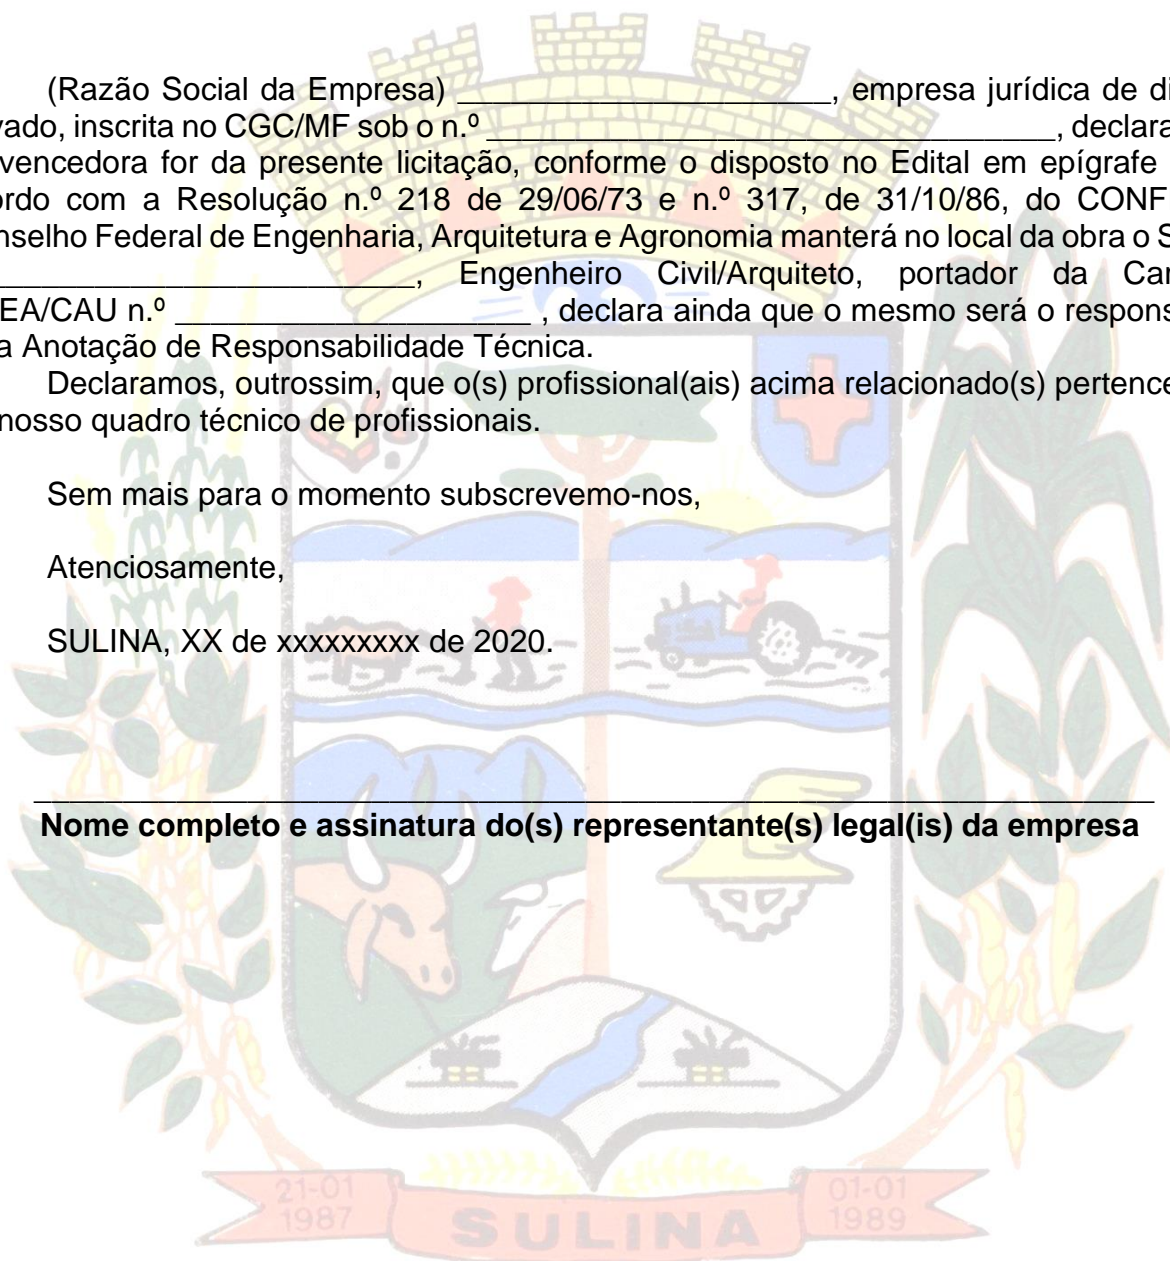 (Razão Social da Empresa) _____________________, empresa jurídica de di
vado, inscrita no CGC/MF sob o n.º ________________________________, declara
vencedora for da presente licitação, conforme o disposto no Edital em epígrafe
ordo com a Resolução n.º 218 de 29/06/73 e n.º 317, de 31/10/86, do CONF
nselho Federal de Engenharia, Arquitetura e Agronomia manterá no local da obra o S
________________________, Engenheiro Civil/Arquiteto, portador da Car
EA/CAU n.º ____________________ , declara ainda que o mesmo será o respons
a Anotação de Responsabilidade Técnica.
Declaramos, outrossim, que o(s) profissional(ais) acima relacionado(s) pertence
nosso quadro técnico de profissionais.
Sem mais para o momento subscrevemo-nos,
Atenciosamente,
SULINA, XX de xxxxxxxxx de 2020.
_______________________________________________________________
Nome completo e assinatura do(s) representante(s) legal(is) da empresa
21-01 01-01
1987 SULINA 1989